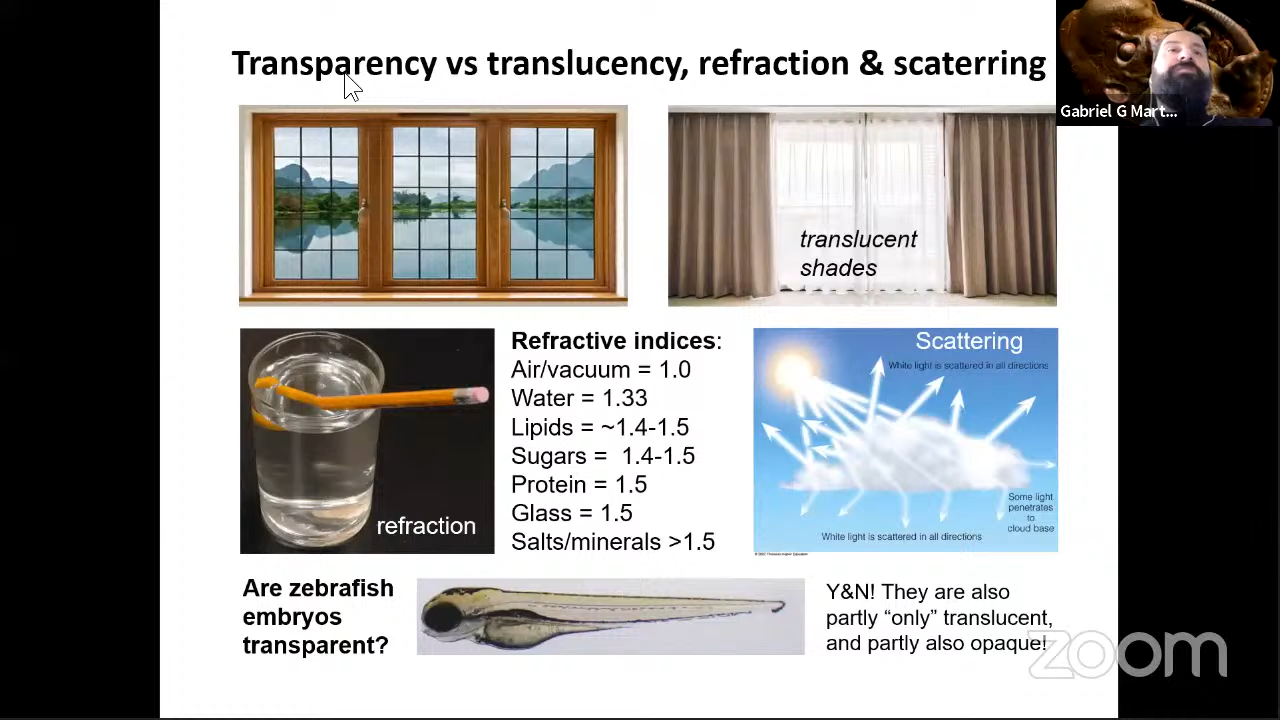 Transparency vs translucency, refraction & scaterring
Gabriel G Mart...
translucent
shades
refraction
Refractive indices:
Air/vacuum = 1.0
Water = 1.33
Lipids = ~1.4-1.5
Sugars = 1.4-1.5
Protein = 1.5
Glass = 1.5
Salts/minerals >1.5
Scattering
White light is scattered in all directions
Some light
penetrates
to
cloud base
White light is scattered in all directions
Are zebrafish
embryos
transparent?
Y&N! They are also
partly “only” translucent,
and partly also opaque!
zoom